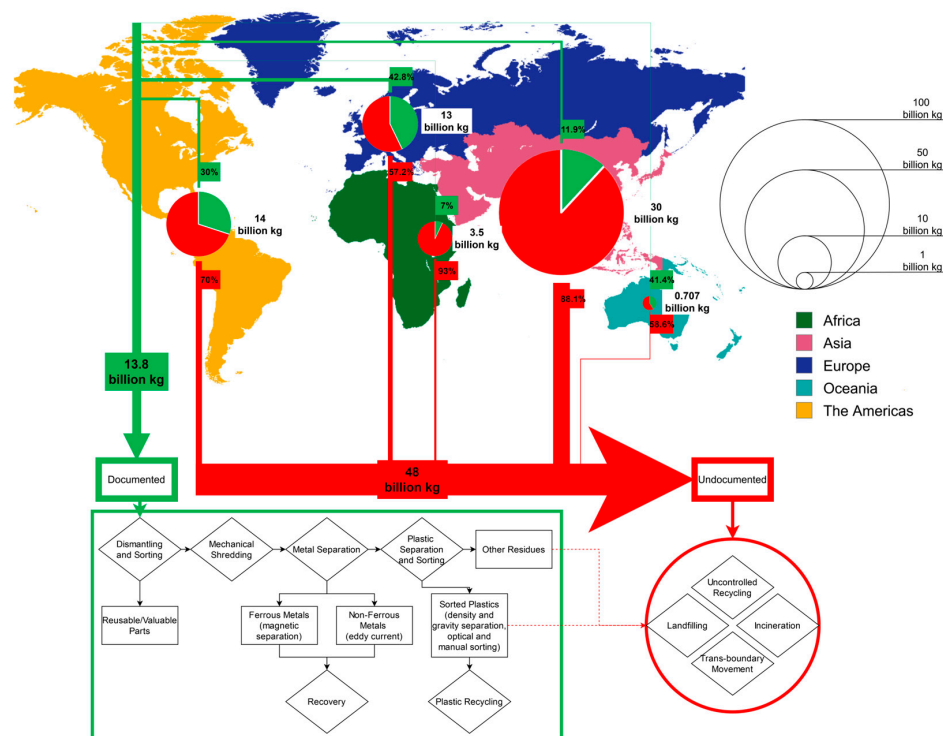 42.8%
13
billion kg
11.9%
57.2%
30%
14
billion kg
70%
7%
3.5
billion kg
93%
30
billion kg
88.1%
41.4%
0.707
billion kg
58.6%
100
billion kg
50
billion kg
10
billion kg
1
billion kg
Africa
Asia
Europe
Oceania
The Americas
13.8
billion kg
48
billion kg
Documented
Undocumented
Dismantling
and Sorting
Mechanical
Shredding
Metal Separation
Plastic
Separation
and Sorting
Other Residues
Reusable/Valuable
Parts
Ferrous Metals
(magnetic
separation)
Non-Ferrous
Metals
(eddy current)
Sorted Plastics
(density and
gravity separation,
optical and
manual sorting)
Recovery
Plastic Recycling
Uncontrolled
Recycling
Landfilling
Incineration
Trans-boundary
Movement